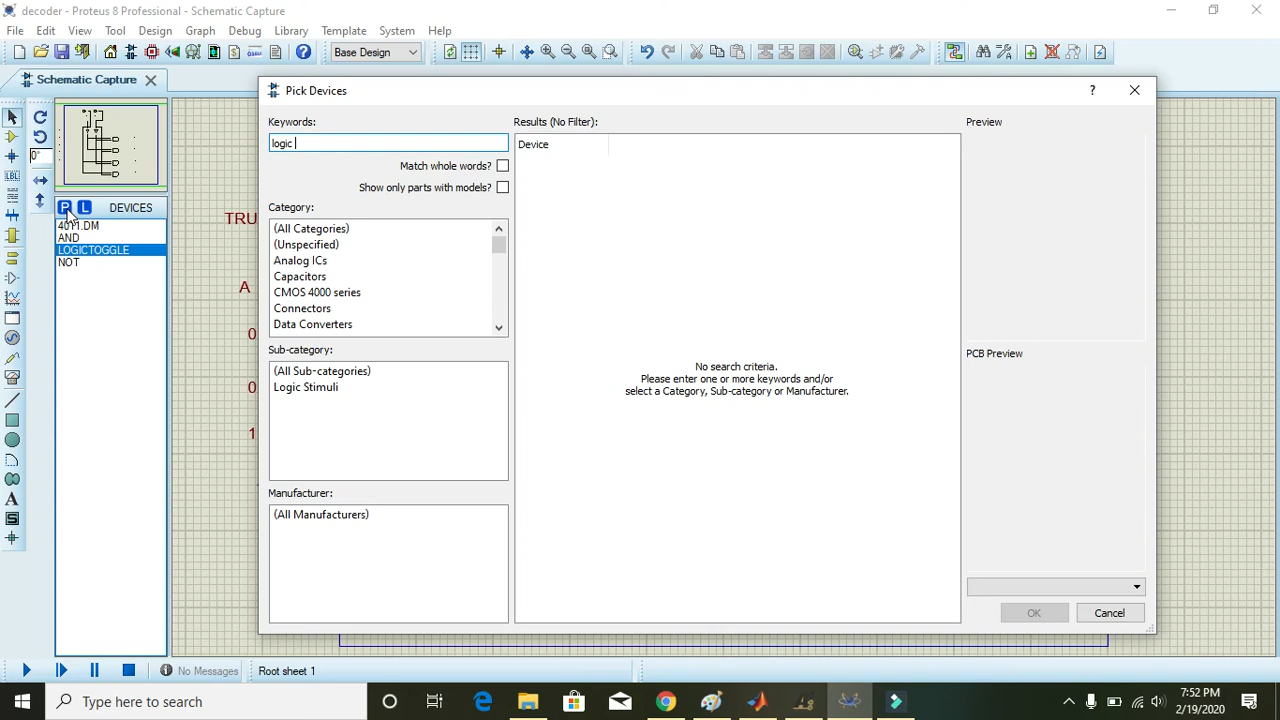 decoder - Proteus 8 Professional - Schematic Capture
File Edit View Tool Design Graph Debug Library Template System Help
Base Design
Schematic Capture
Pick Devices
Keywords:
logic
Match whole words?
Show only parts with models?
Category:
(All Categories)
(Unspecified)
Analog ICs
Capacitors
CMOS 4000 series
Connectors
Data Converters
Sub-category:
(All Sub-categories)
Logic Stimuli
Manufacturer:
(All Manufacturers)
Results (No Filter):
Device
No search criteria.
Please enter one or more keywords and/or
select a Category, Sub-category or Manufacturer.
Preview
PCB Preview
OK Cancel
0°
LBL
P L DEVICES
4011.DM
AND
LOGICTOGGLE
NOT
TRU
A
0
0
1
No Messages Root sheet 1
Type here to search
7:52 PM
2/19/2020